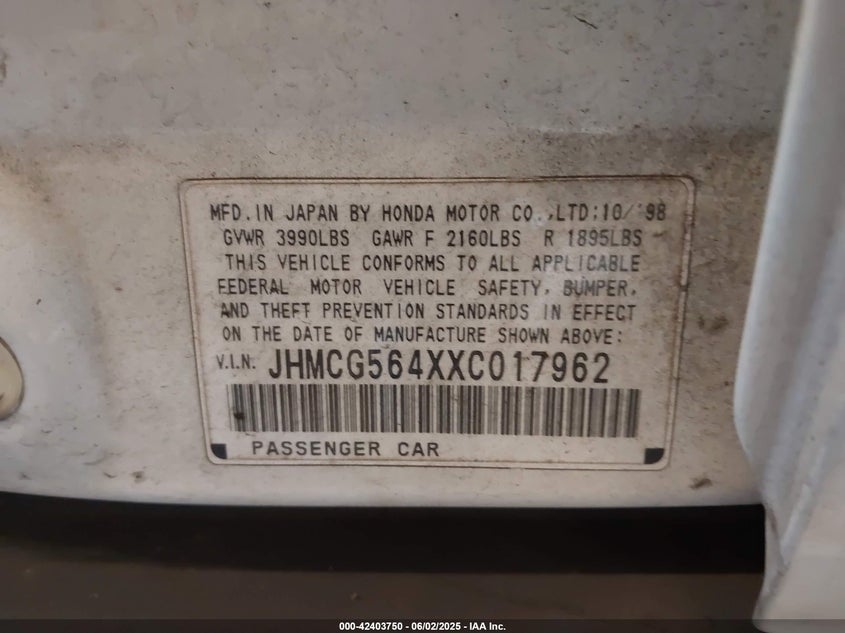 MFD.IN JAPAN BY HONDA MOTOR CO.,LTD:10/'98
GVWR 3990LBS GAWR F 2160LBS R 1895LBS
THIS VEHICLE CONFORMS TO ALL APPLICABLE
FEDERAL MOTOR VEHICLE SAFETY, BUMPER,
AND THEFT PREVENTION STANDARDS IN EFFECT
ON THE DATE OF MANUFACTURE SHOWN ABOVE:
V.I.N. JHMCG564XXC017962
PASSENGER CAR
000-42403750 - 06/02/2025 - IAA Inc.